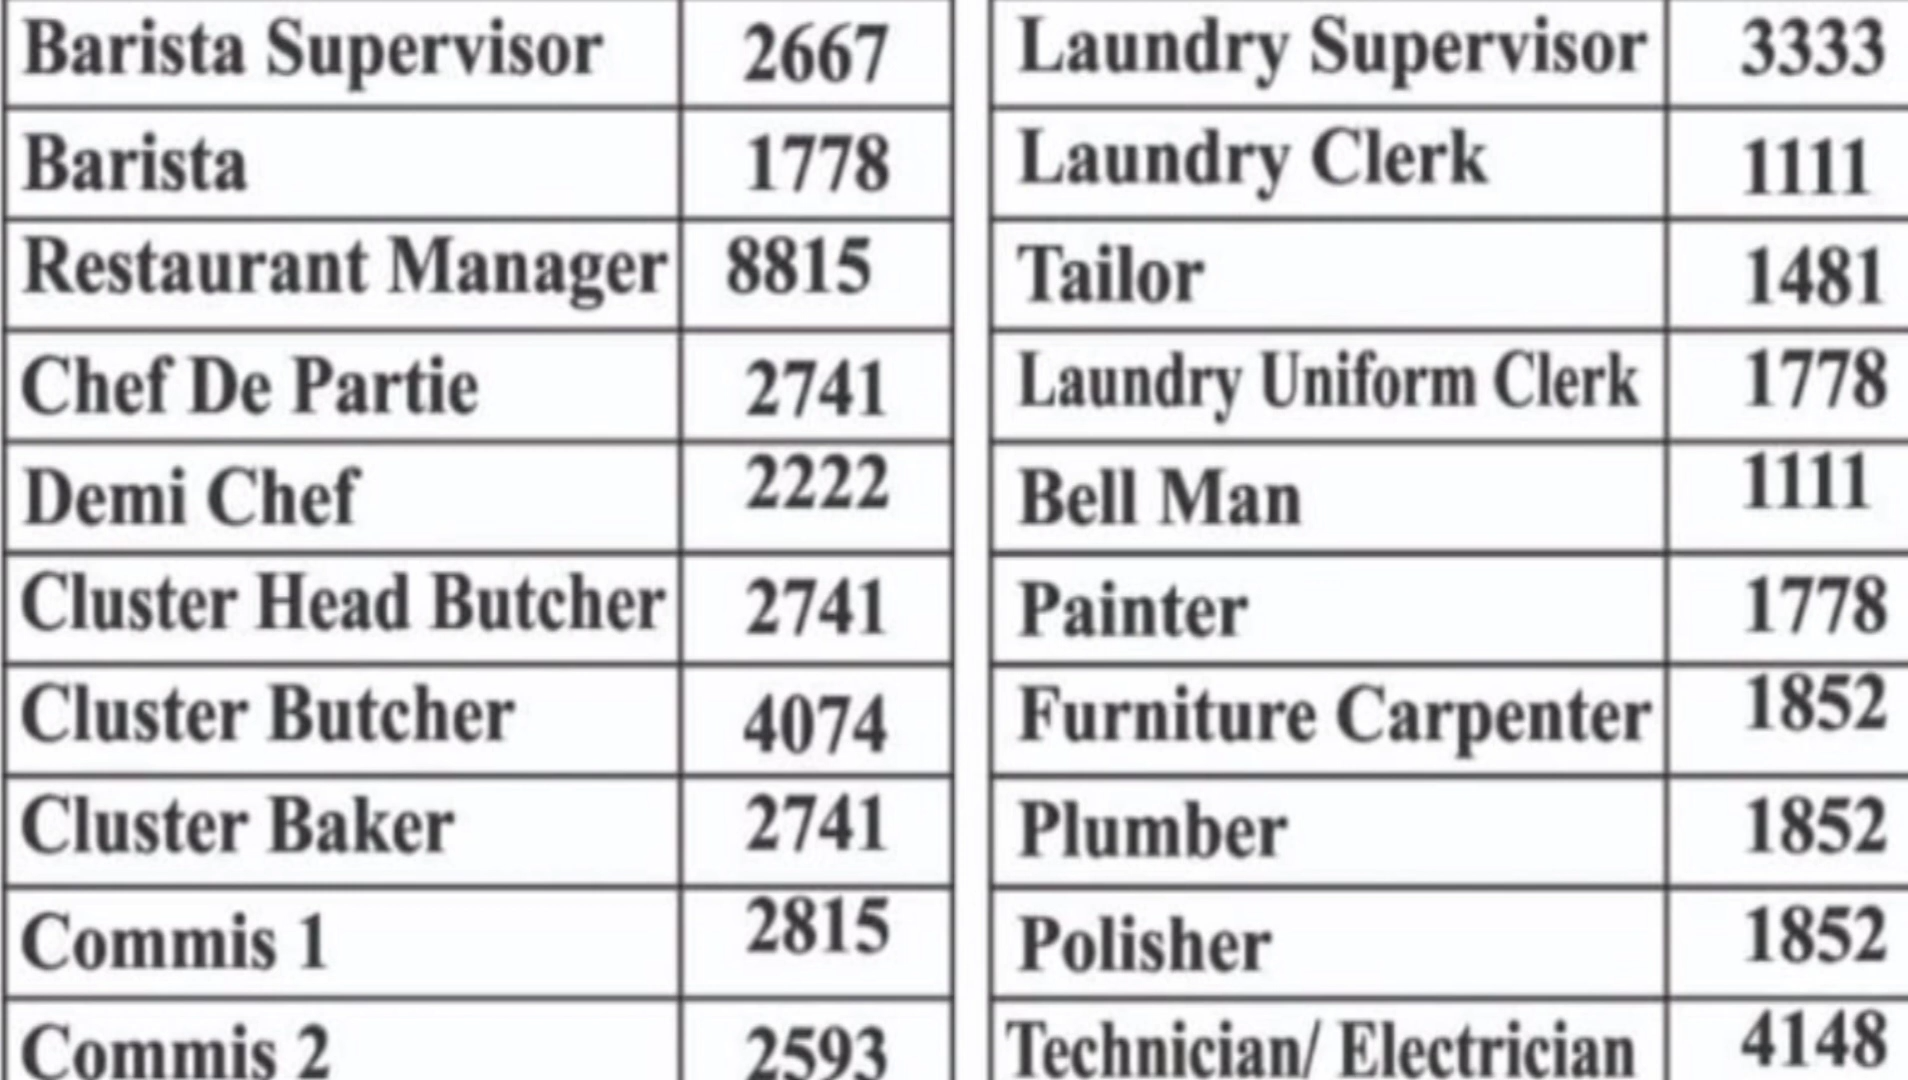 Barista Supervisor 2667
Barista 1778
Restaurant Manager 8815
Chef De Partie 2741
Demi Chef 2222
Cluster Head Butcher 2741
Cluster Butcher 4074
Cluster Baker 2741
Commis 1 2815
Commis 2 2593
Laundry Supervisor 3333
Laundry Clerk 1111
Tailor 1481
Laundry Uniform Clerk 1778
Bell Man 1111
Painter 1778
Furniture Carpenter 1852
Plumber 1852
Polisher 1852
Technician/ Electrician 4148